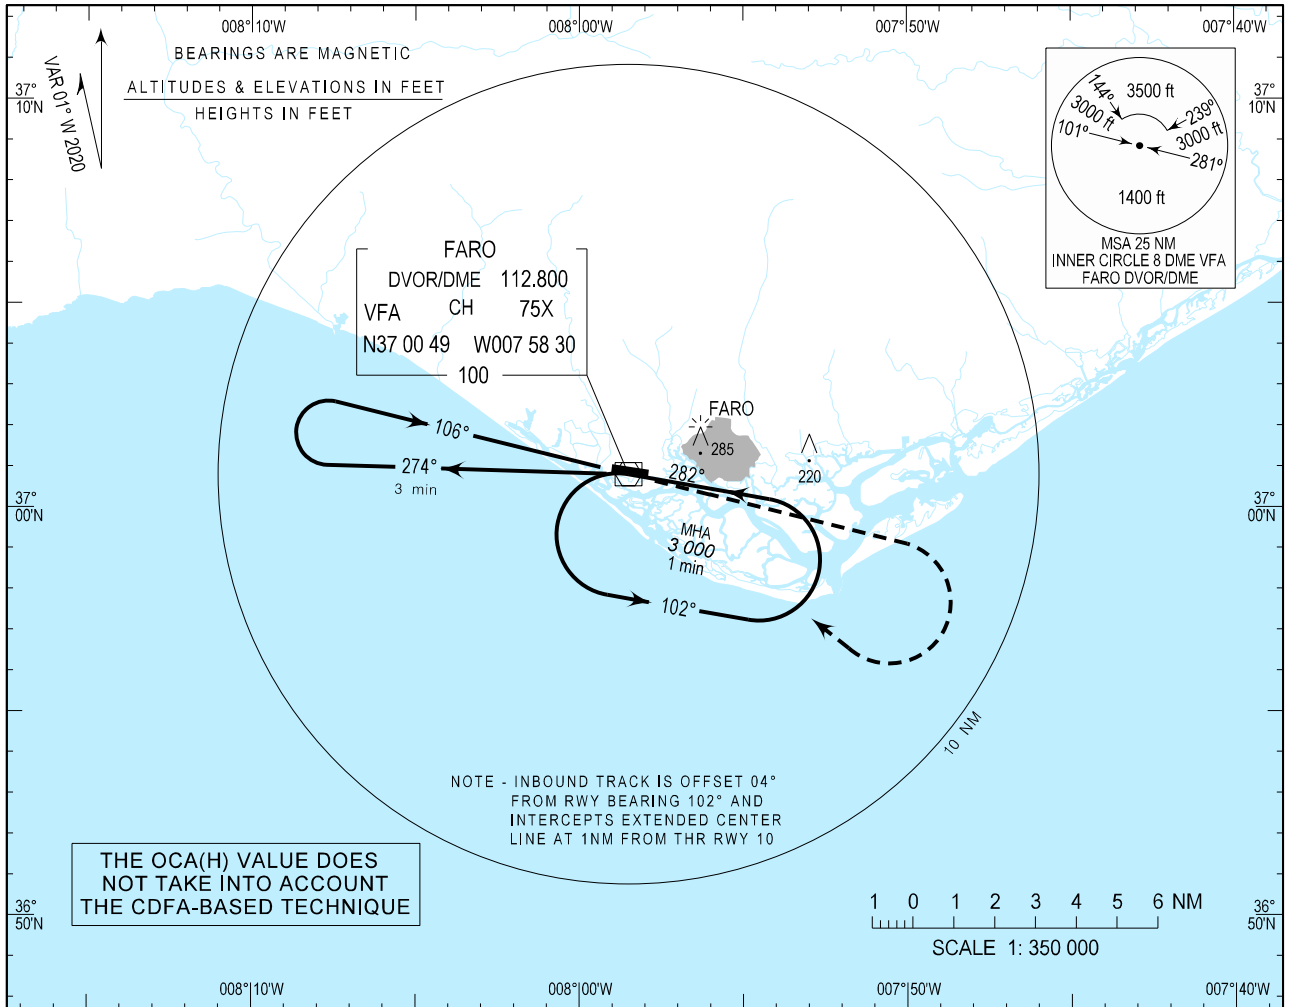 008°10'W
008°00'W
007°50'W
007°40'W
37°
10'N
37°
10'N
VAR 01° W 2020
BEARINGS ARE MAGNETIC
ALTITUDES & ELEVATIONS IN FEET
HEIGHTS IN FEET
3500 ft
144°
239°
3000 ft
3000 ft
101°
281°
1400 ft
MSA 25 NM
INNER CIRCLE 8 DME VFA
FARO DVOR/DME
FARO
DVOR/DME 112.800
VFA CH 75X
N37 00 49 W007 58 30
100
FARO
285
220
106°
274°
3 min
282°
MHA
3 000
1 min
102°
37°
00'N
37°
00'N
10 NM
NOTE - INBOUND TRACK IS OFFSET 04°
FROM RWY BEARING 102° AND
INTERCEPTS EXTENDED CENTER
LINE AT 1NM FROM THR RWY 10
THE OCA(H) VALUE DOES
NOT TAKE INTO ACCOUNT
THE CDFA-BASED TECHNIQUE
36°
50'N
36°
50'N
1 0 1 2 3 4 5 6 NM
SCALE 1: 350 000
008°10'W
008°00'W
007°50'W
007°40'W